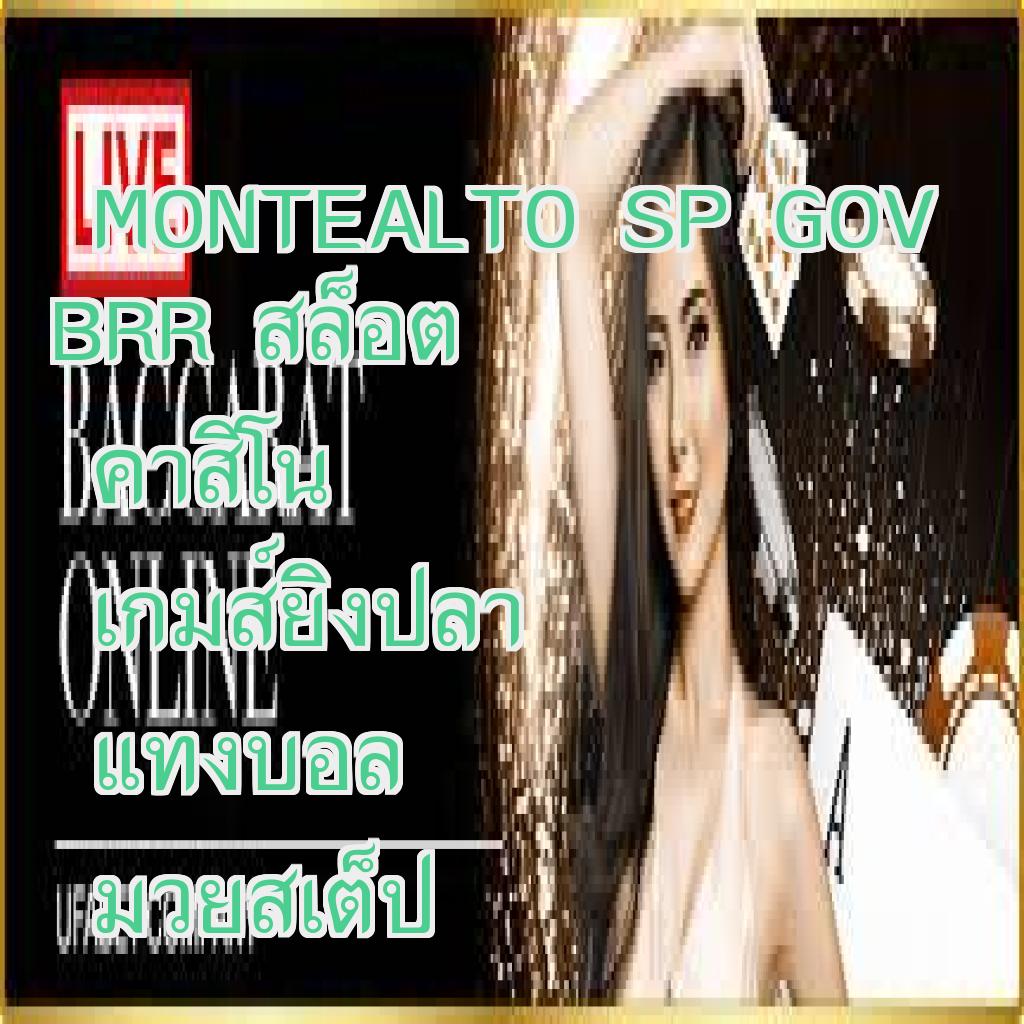 LIVE
MONTEALTO SP GOV
BRR สล็อต
BACCARAT
คาสิโน
ONLINE
เกมส์ยิงปลา
แทงบอล
มวยสเต็ป
A